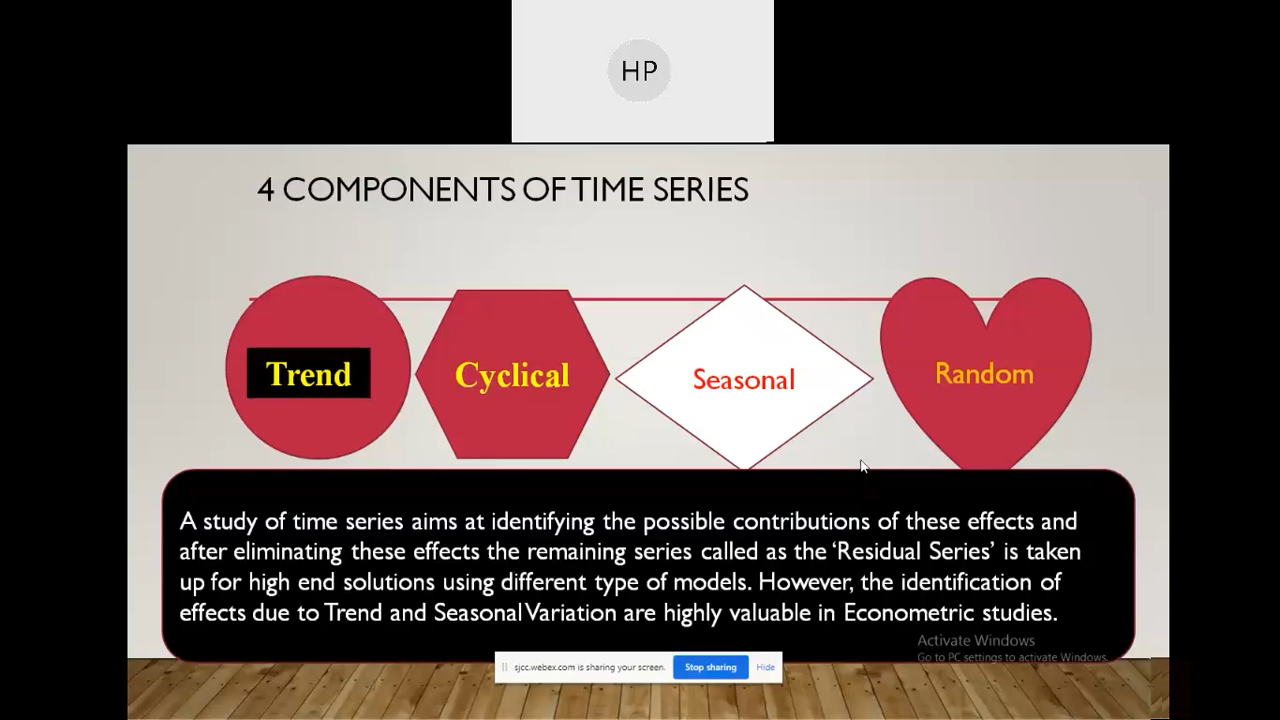 HP
4 COMPONENTS OF TIME SERIES
Trend
Cyclical
Seasonal
Random
A study of time series aims at identifying the possible contributions of these effects and
after eliminating these effects the remaining series called as the ‘Residual Series’ is taken
up for high end solutions using different type of models. However, the identification of
effects due to Trend and Seasonal Variation are highly valuable in Econometric studies.
Activate Windows
Go to PC settings to activate Windows.
sjcc.webex.com is sharing your screen.
Stop sharing
Hide